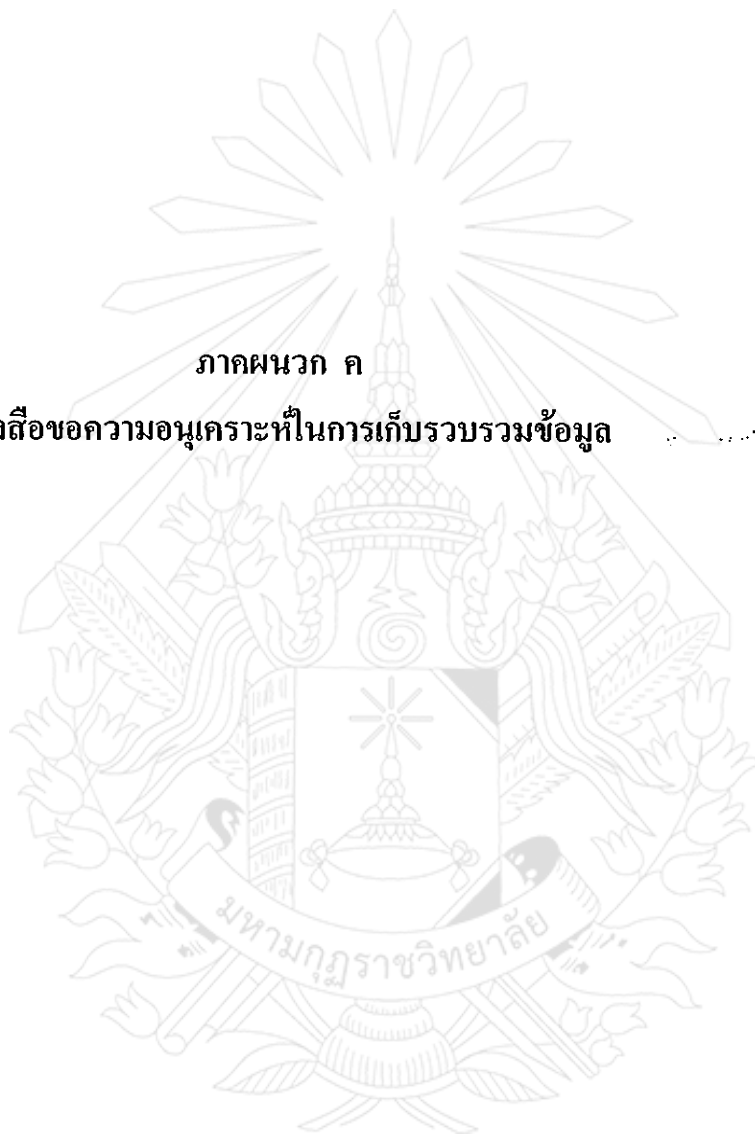 ภาคผนวก ค
สือขอความอนุเคราะห์ในการเก็บรวบรวมข้อมูล
มหามกุฏราชวิทยาลัย